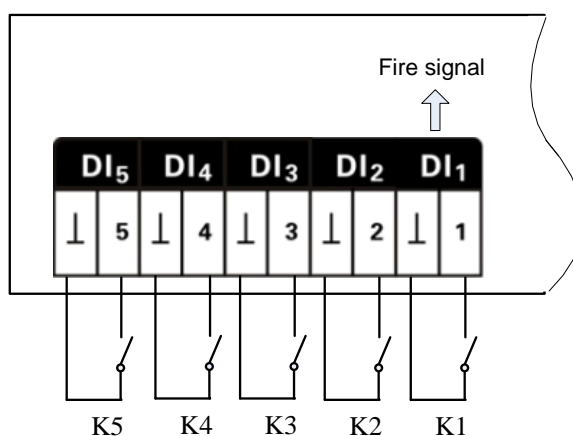 Fire signal
DI₅ DI₄ DI₃ DI₂ DI₁
⊥ 5 ⊥ 4 ⊥ 3 ⊥ 2 ⊥ 1
K5 K4 K3 K2 K1